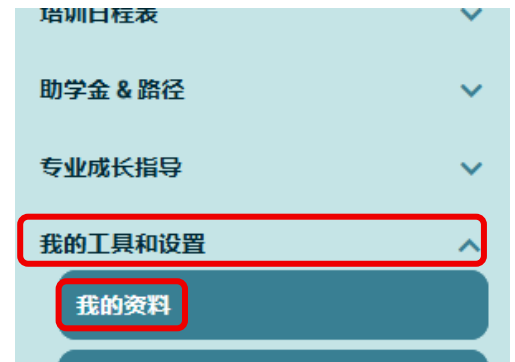 培训日程表
助学金 & 路径
专业成长指导
我的工具和设置
我的资料